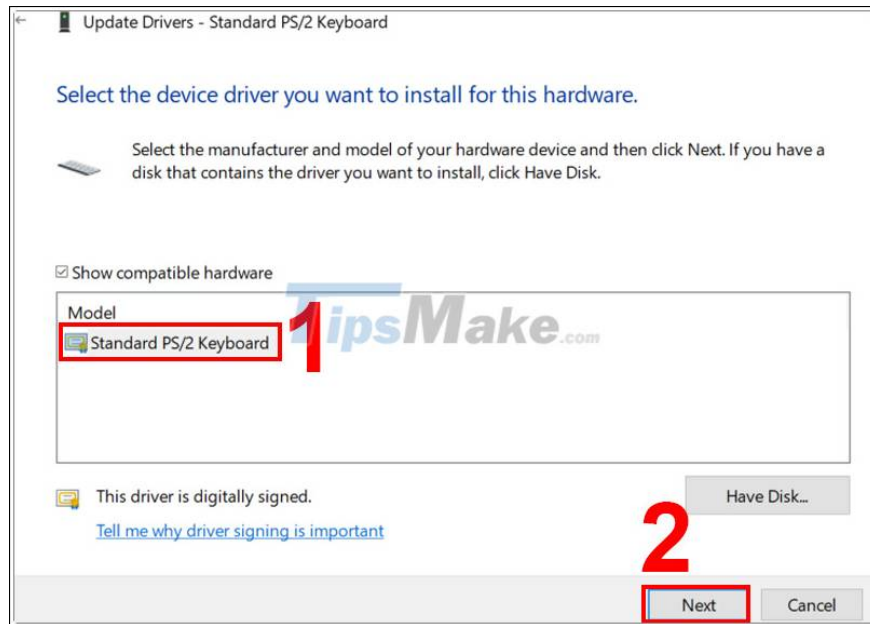 Update Drivers - Standard PS/2 Keyboard
Select the device driver you want to install for this hardware.
Select the manufacturer and model of your hardware device and then click Next. If you have a
disk that contains the driver you want to install, click Have Disk.
Show compatible hardware
Model
TipsMake.com
1
Standard PS/2 Keyboard
This driver is digitally signed.
Have Disk...
Tell me why driver signing is important
2
Next
Cancel